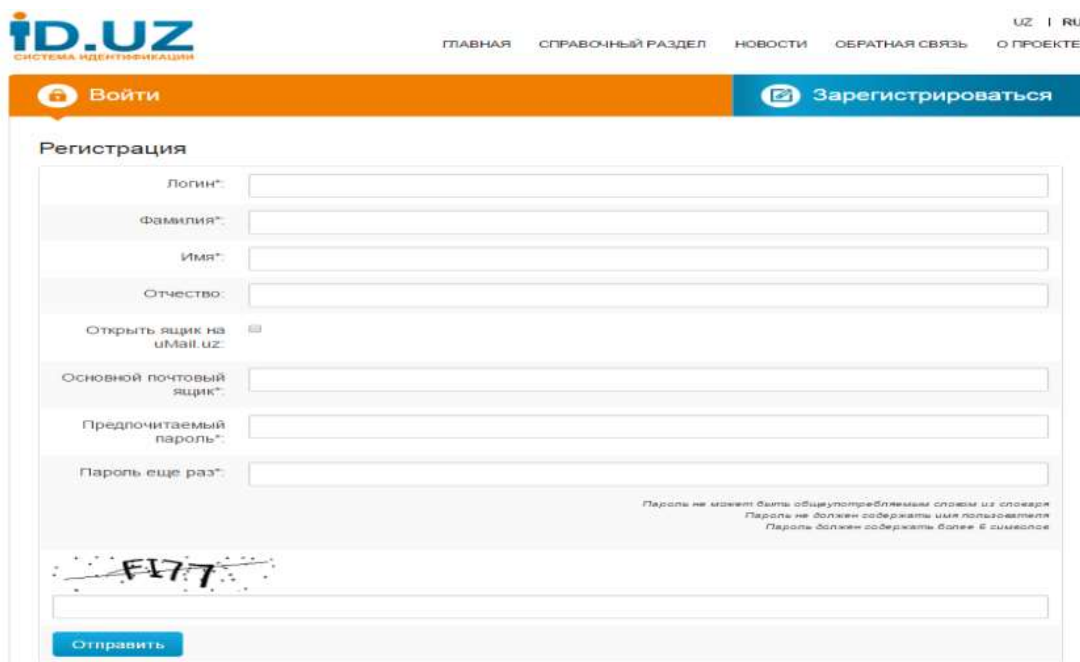 UZ | RU
iD.UZ
СИСТЕМА ИДЕНТИФИКАЦИИ
ГЛАВНАЯ СПРАВОЧНЫЙ РАЗДЕЛ НОВОСТИ ОБРАТНАЯ СВЯЗЬ О ПРОЕКТЕ
Войти
Зарегистрироваться
Регистрация
Логин*:
Фамилия*:
Имя*:
Отчество:
Открыть ящик на
uMail.uz:
Основной почтовый
ящик*:
Предпочитаемый
пароль*:
Пароль еще раз*:
Пароль не может быть общеупотребляемым словом из словаря
Пароль не должен содержать имя пользователя
Пароль должен содержать более 6 символов
FI77
Отправить